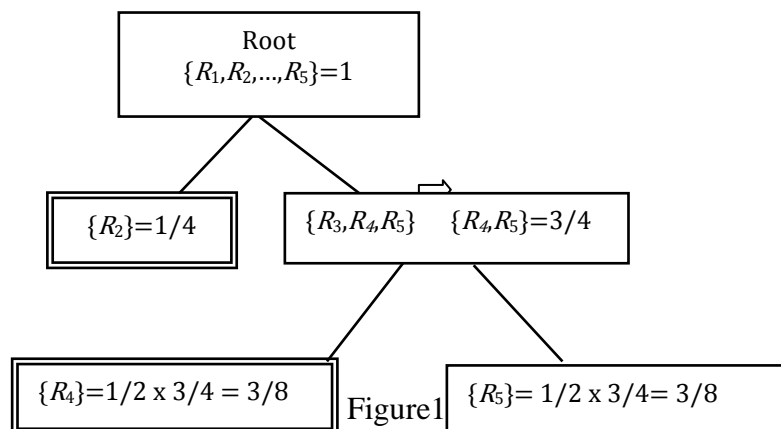 Root
{R₁,R₂,...,R₅}=1
{R₂}=1/4
{R₃,R₄,R₅} {R₄,R₅}=3/4
{R₄}=1/2 x 3/4 = 3/8
Figure1
{R₅}= 1/2 x 3/4= 3/8